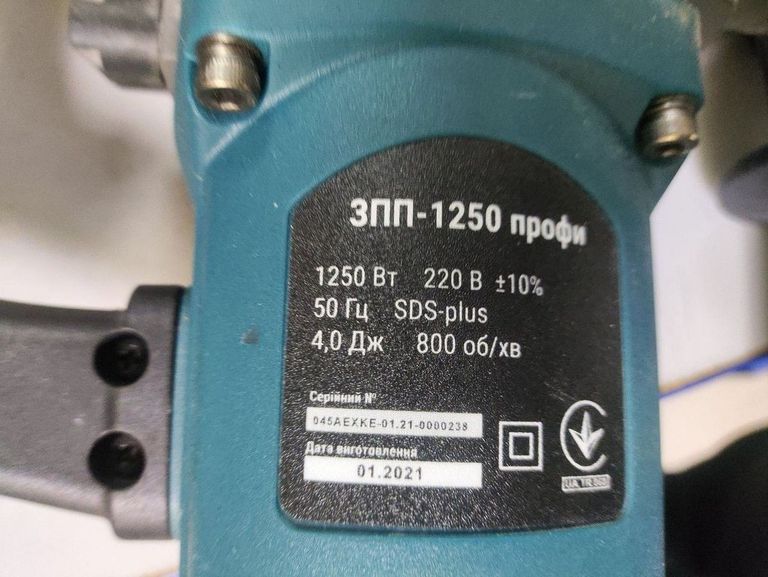 ЗПП-1250 профи
1250 Вт 220 В ±10%
50 Гц SDS-plus
4,0 Дж 800 об/хв
Серійний №
045AEXKE-01.21-0000238
Дата виготовлення
01.2021